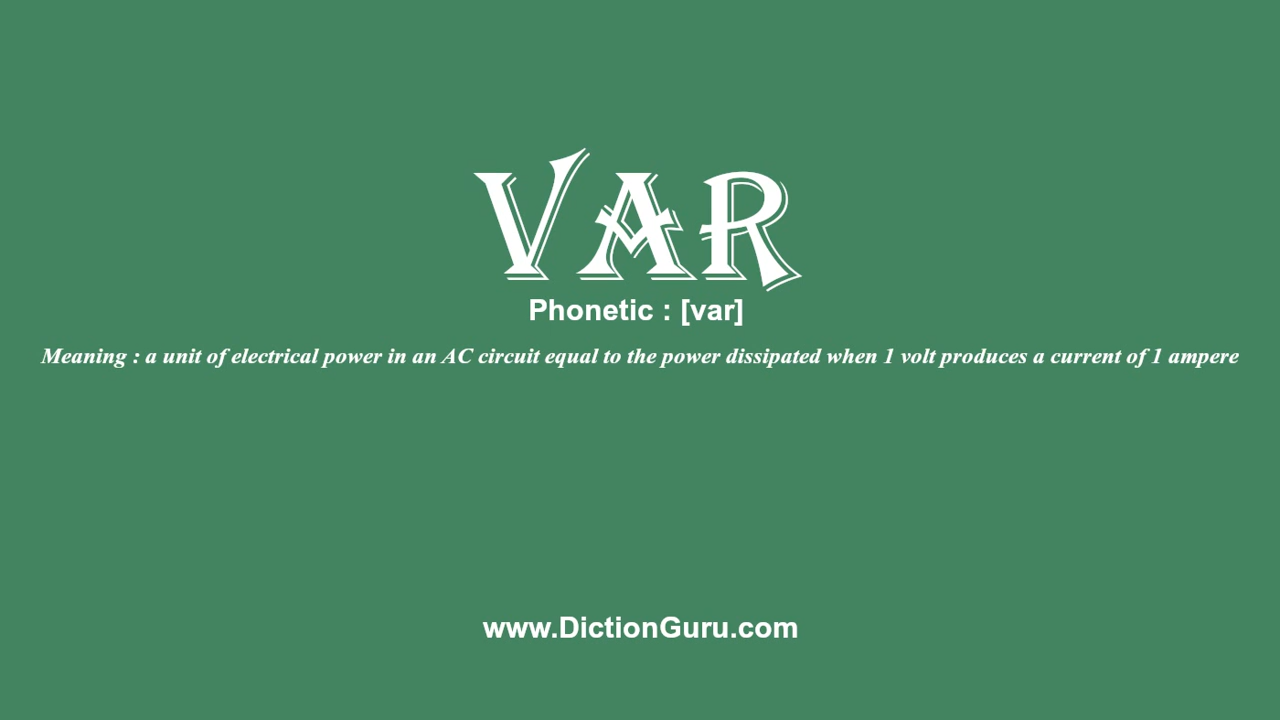 VAR
Phonetic : [var]
Meaning : a unit of electrical power in an AC circuit equal to the power dissipated when 1 volt produces a current of 1 ampere
www.DictionGuru.com